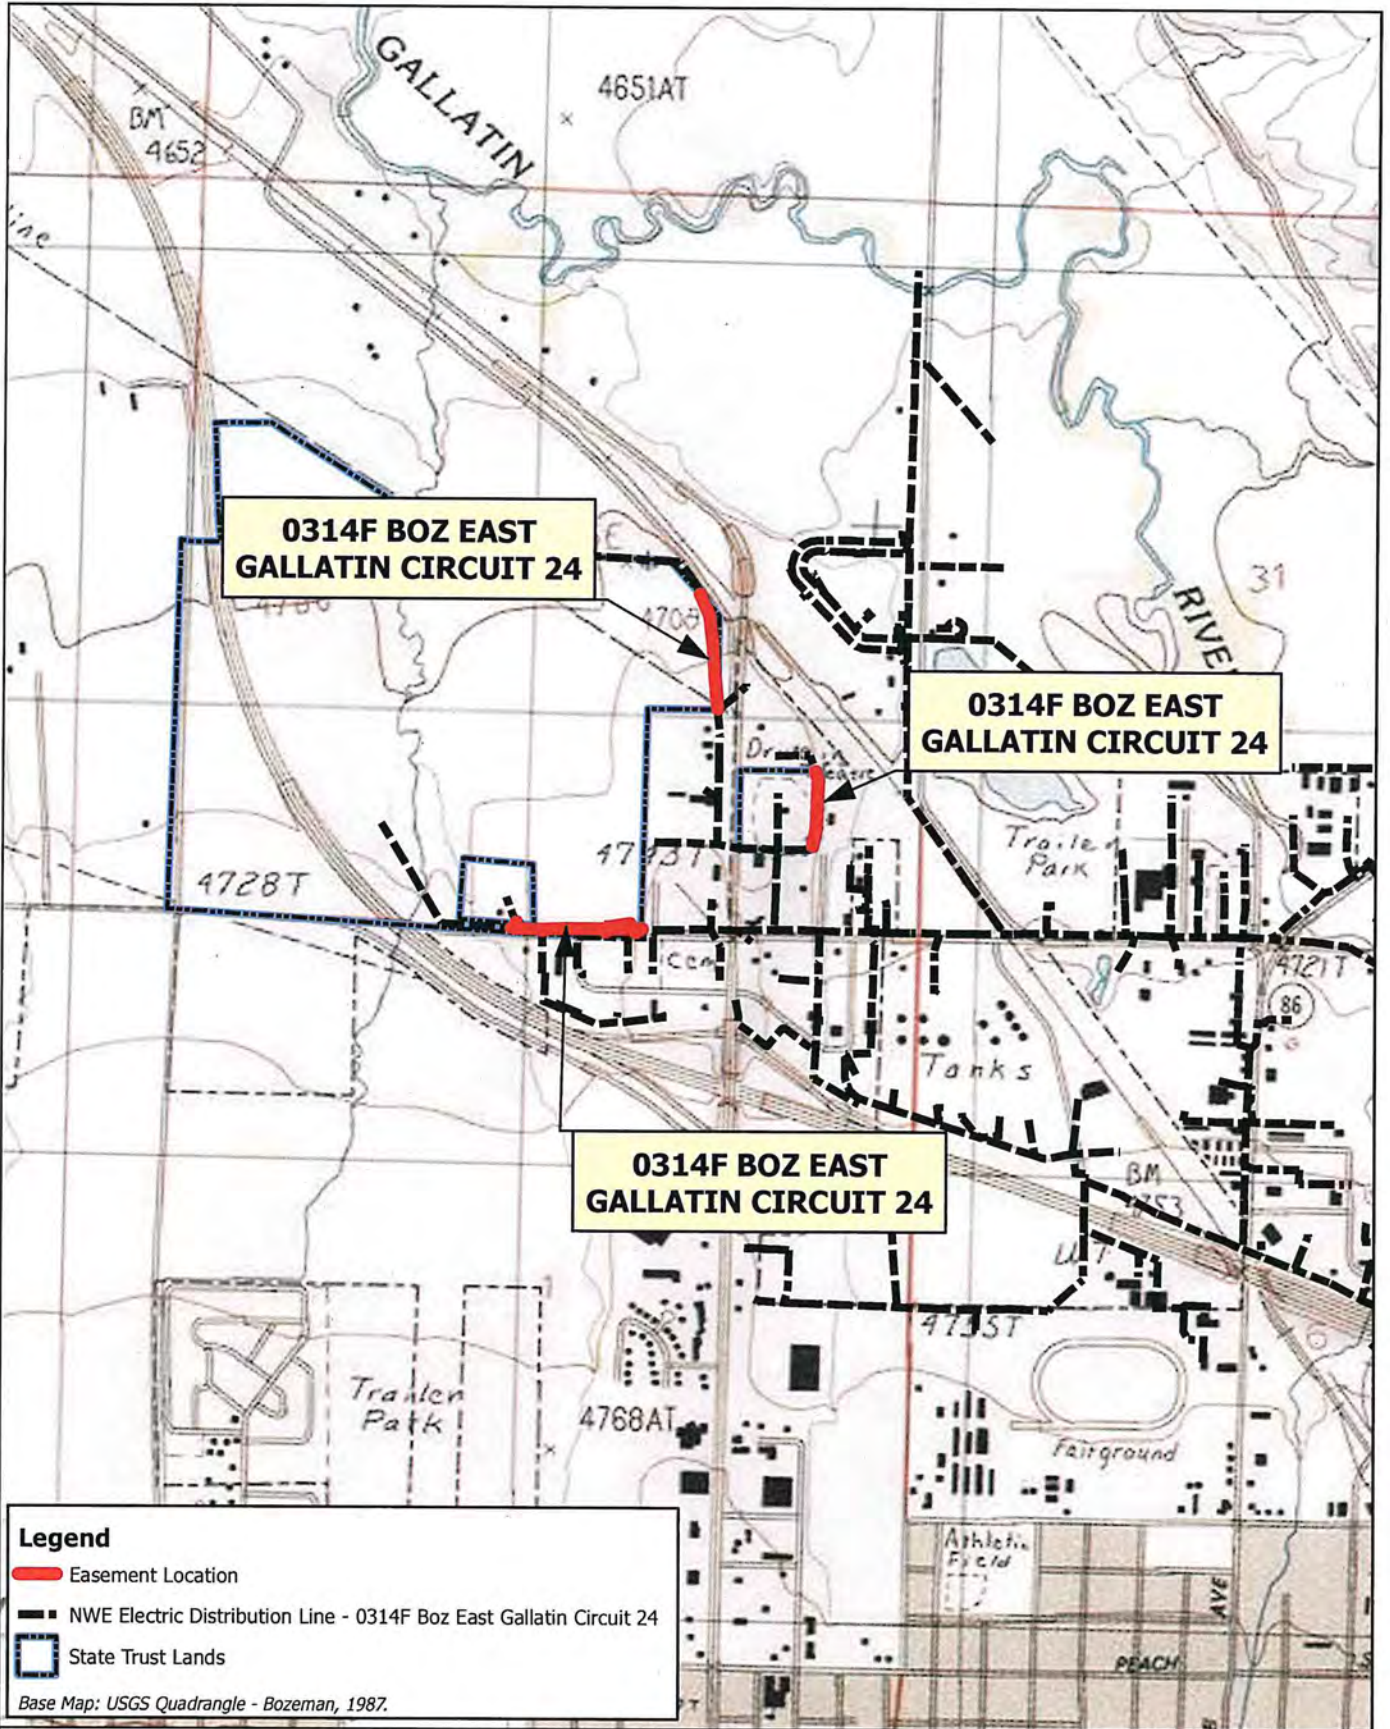 GALLATIN
4651AT
BM
4652
0314F BOZ EAST
GALLATIN CIRCUIT 24
31
RIVE
0314F BOZ EAST
GALLATIN CIRCUIT 24
4728T
Trailer
Park
4721T
86
Tanks
0314F BOZ EAST
GALLATIN CIRCUIT 24
BM
Trailer
Park
4768AT
Fairground
Athletic
Field
AVE
PEACH
Legend
Easement Location
NWE Electric Distribution Line - 0314F Boz East Gallatin Circuit 24
State Trust Lands
Base Map: USGS Quadrangle - Bozeman, 1987.